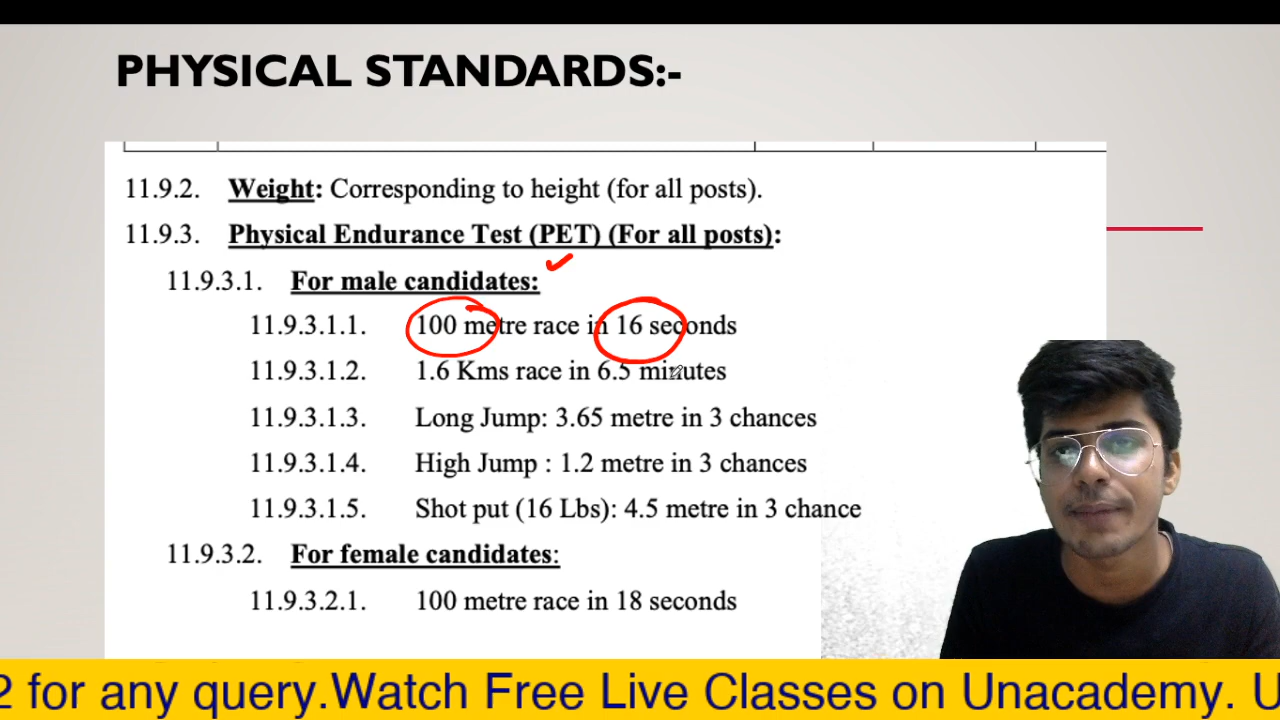 PHYSICAL STANDARDS:-
11.9.2. Weight: Corresponding to height (for all posts).
11.9.3. Physical Endurance Test (PET) (For all posts):
11.9.3.1. For male candidates:
11.9.3.1.1. 100 metre race in 16 seconds
11.9.3.1.2. 1.6 Kms race in 6.5 minutes
11.9.3.1.3. Long Jump: 3.65 metre in 3 chances
11.9.3.1.4. High Jump : 1.2 metre in 3 chances
11.9.3.1.5. Shot put (16 Lbs): 4.5 metre in 3 chance
11.9.3.2. For female candidates:
11.9.3.2.1. 100 metre race in 18 seconds
2 for any query.Watch Free Live Classes on Unacademy. U